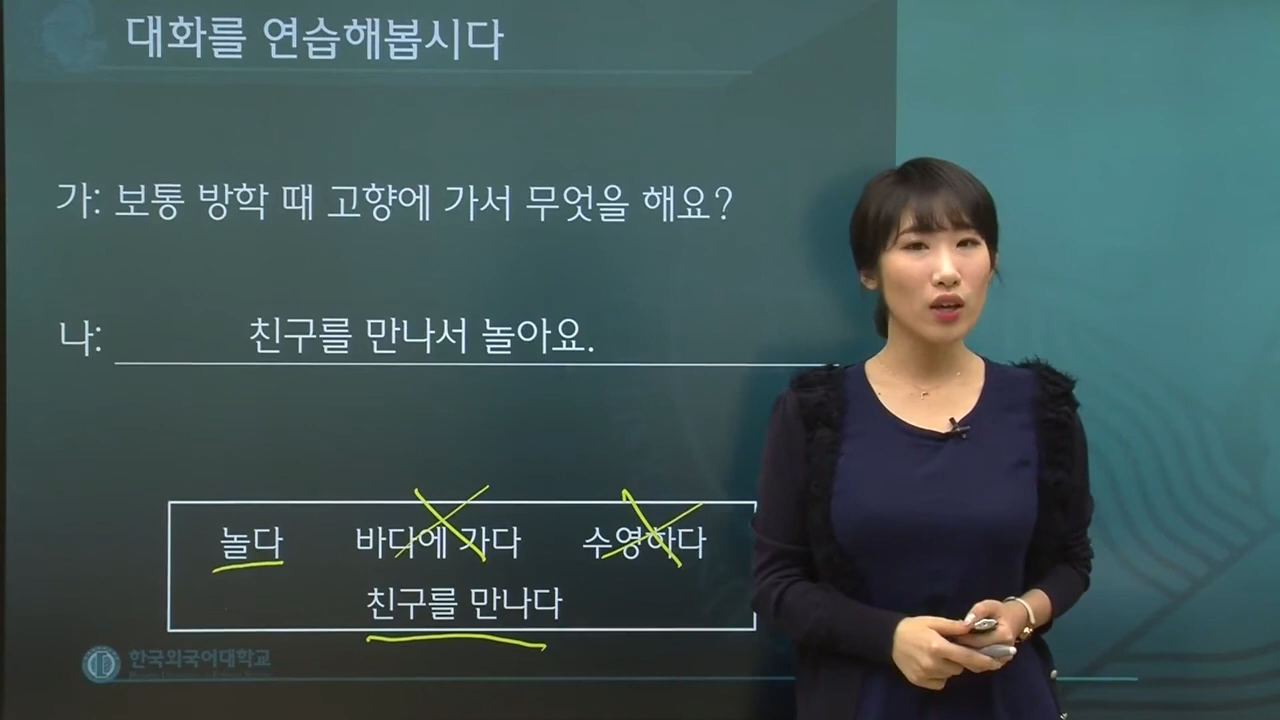 대화를 연습해봅시다
가: 보통 방학 때 고향에 가서 무엇을 해요?
나: 친구를 만나서 놀아요.
놀다 바다에 가다 수영하다
친구를 만나다
한국외국어대학교